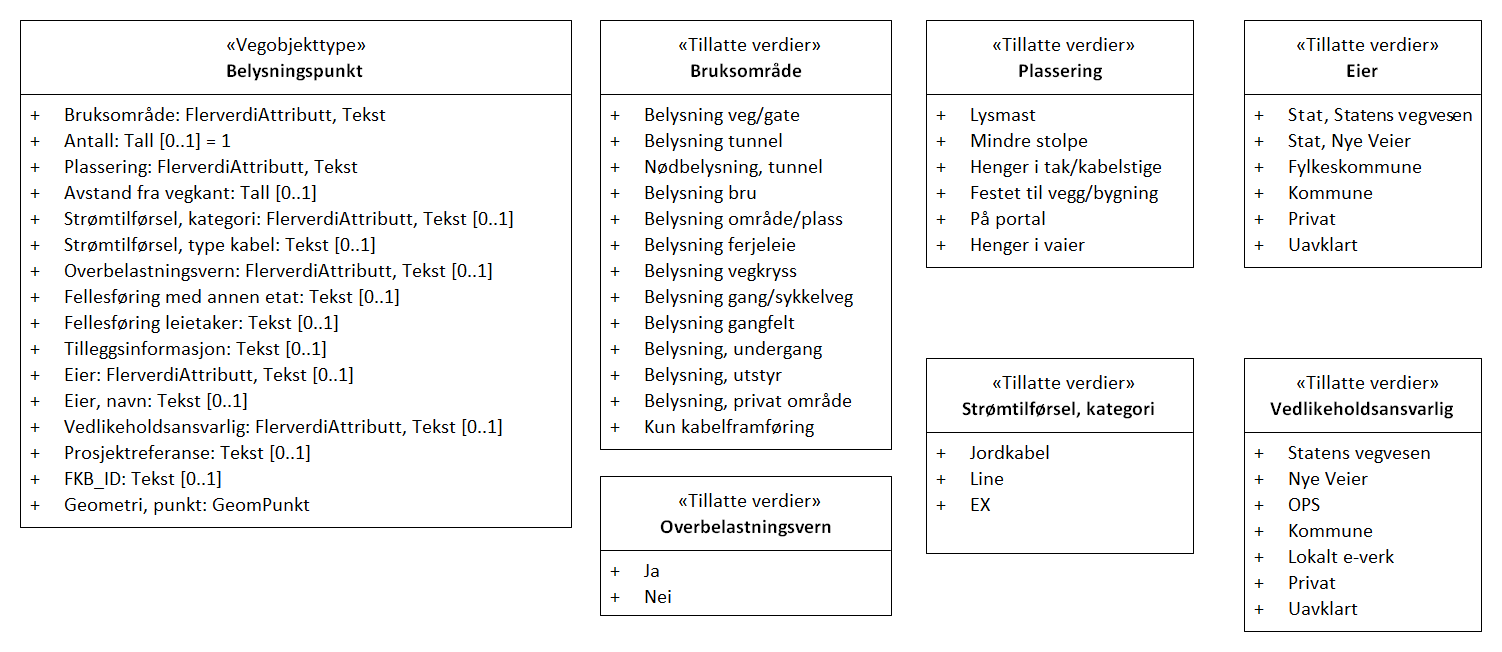 «Vegobjekttype»
Belysningspunkt
+ Bruksområde: FlerverdiAttributt, Tekst
+ Antall: Tall [0..1] = 1
+ Plassering: FlerverdiAttributt, Tekst
+ Avstand fra vegkant: Tall [0..1]
+ Strømtilførsel, kategori: FlerverdiAttributt, Tekst [0..1]
+ Strømtilførsel, type kabel: Tekst [0..1]
+ Overbelastningsvern: FlerverdiAttributt, Tekst [0..1]
+ Fellesføring med annen etat: Tekst [0..1]
+ Fellesføring leietaker: Tekst [0..1]
+ Tilleggsinformasjon: Tekst [0..1]
+ Eier: FlerverdiAttributt, Tekst [0..1]
+ Eier, navn: Tekst [0..1]
+ Vedlikeholdsansvarlig: FlerverdiAttributt, Tekst [0..1]
+ Prosjektreferanse: Tekst [0..1]
+ FKB_ID: Tekst [0..1]
+ Geometri, punkt: GeomPunkt
«Tillatte verdier»
Bruksområde
+ Belysning veg/gate
+ Belysning tunnel
+ Nødbelysning, tunnel
+ Belysning bru
+ Belysning område/plass
+ Belysning ferjeleie
+ Belysning vegkryss
+ Belysning gang/sykkelveg
+ Belysning gangfelt
+ Belysning, undergang
+ Belysning, utstyr
+ Belysning, privat område
+ Kun kabelframføring
«Tillatte verdier»
Overbelastningsvern
+ Ja
+ Nei
«Tillatte verdier»
Plassering
+ Lysmast
+ Mindre stolpe
+ Henger i tak/kabelstige
+ Festet til vegg/bygning
+ På portal
+ Henger i vaier
«Tillatte verdier»
Strømtilførsel, kategori
+ Jordkabel
+ Line
+ EX
«Tillatte verdier»
Eier
+ Stat, Statens vegvesen
+ Stat, Nye Veier
+ Fylkeskommune
+ Kommune
+ Privat
+ Uavklart
«Tillatte verdier»
Vedlikeholdsansvarlig
+ Statens vegvesen
+ Nye Veier
+ OPS
+ Kommune
+ Lokalt e-verk
+ Privat
+ Uavklart